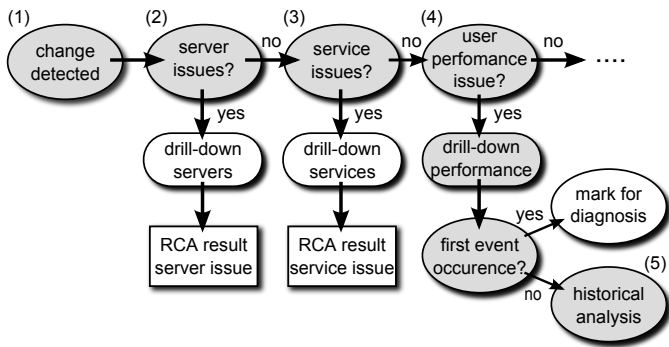 (1)
change
detected
(2)
server
issues?
no
(3)
service
issues?
no
(4)
user
perfomance
issue?
no
....
yes
yes
yes
drill-down
servers
drill-down
services
drill-down
performance
RCA result
server issue
RCA result
service issue
first event
occurence?
yes
mark for
diagnosis
no
(5)
historical
analysis